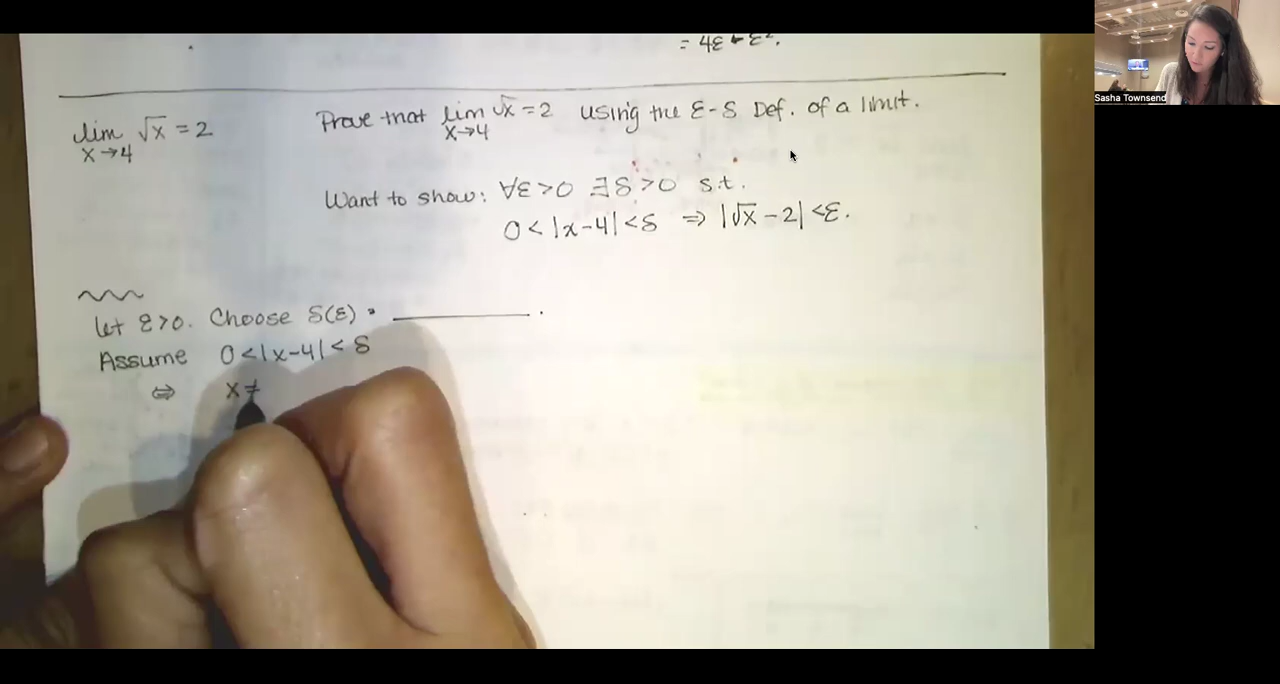 = 4ε - ε².
Sasha Townsend
lim √x = 2
x→4
Prove that lim √x = 2 using the ε-δ Def. of a limit.
x→4
Want to show: ∀ε>0 ∃δ>0 s.t.
0<|x-4|<δ ⇒ |√x - 2|<ε.
Let ε>0. Choose δ(ε) = ________.
Assume 0<|x-4|<δ
⇔ x≠